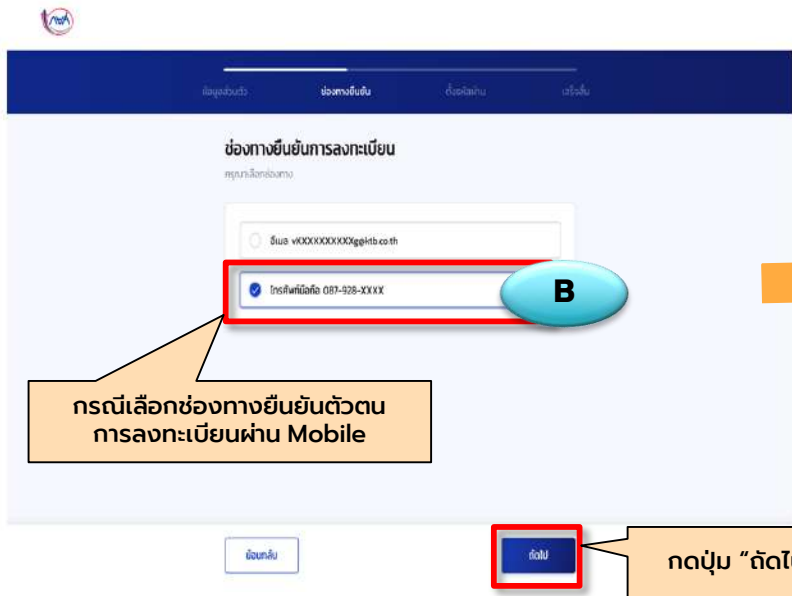 กยศ
ข้อมูลส่วนตัว ช่องทางยืนยัน ตั้งรหัสผ่าน เสร็จสิ้น
ช่องทางยืนยันการลงทะเบียน
กรุณาเลือกช่องทาง
อีเมล vXXXXXXXXXXg@ktb.co.th
โทรศัพท์มือถือ 087-928-XXXX
B
กรณีเลือกช่องทางยืนยันตัวตน
การลงทะเบียนผ่าน Mobile
ย้อนกลับ ถัดไป
กดปุ่ม “ถัดไป